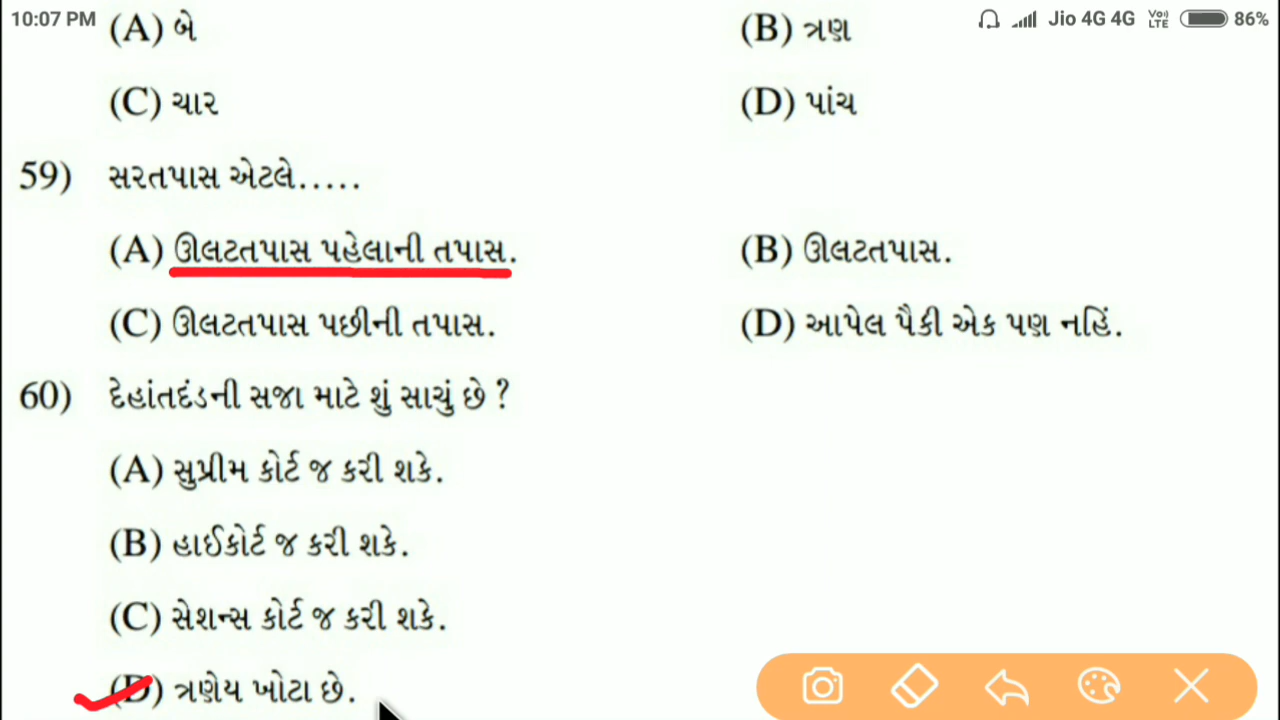 10:07 PM
Jio 4G 4G VoLTE 86%
(A) બે
(B) ત્રણ
(C) ચાર
(D) પાંચ
59) સરતપાસ એટલે.....
(A) ઊલટતપાસ પહેલાની તપાસ.
(B) ઊલટતપાસ.
(C) ઊલટતપાસ પછીની તપાસ.
(D) આપેલ પૈકી એક પણ નહિં.
60) દેહાંતદંડની સજા માટે શું સાચું છે ?
(A) સુપ્રીમ કોર્ટ જ કરી શકે.
(B) હાઈકોર્ટ જ કરી શકે.
(C) સેશન્સ કોર્ટ જ કરી શકે.
(D) ત્રણેય ખોટા છે.